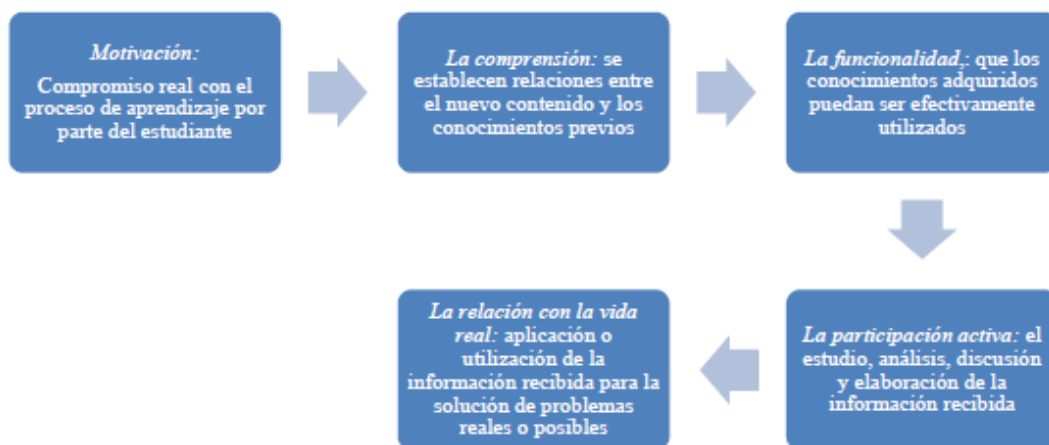 Motivación:
Compromiso real con el
proceso de aprendizaje por
parte del estudiante
La comprensión: se
establecen relaciones entre
el nuevo contenido y los
conocimientos previos
La funcionalidad,: que los
conocimientos adquiridos
puedan ser efectivamente
utilizados
La participación activa: el
estudio, análisis, discusión
y elaboración de la
información recibida
La relación con la vida
real: aplicación o
utilización de la
información recibida para la
solución de problemas
reales o posibles